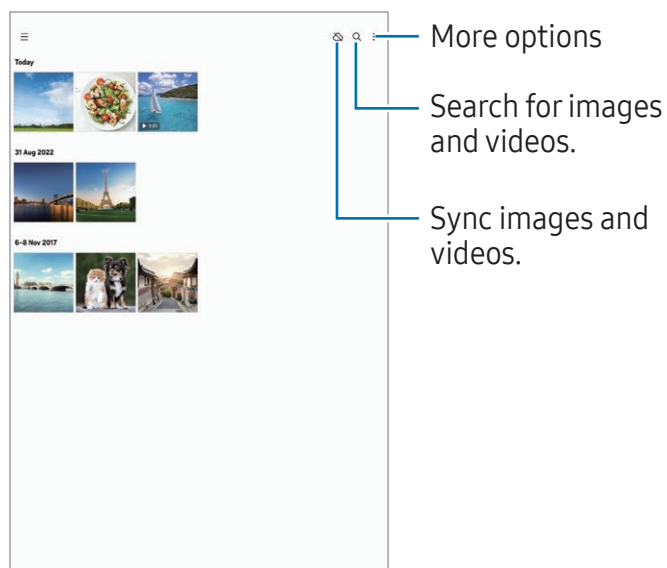 More options
Today
Search for images
and videos.
31 Aug 2022
Sync images and
videos.
6–8 Nov 2017